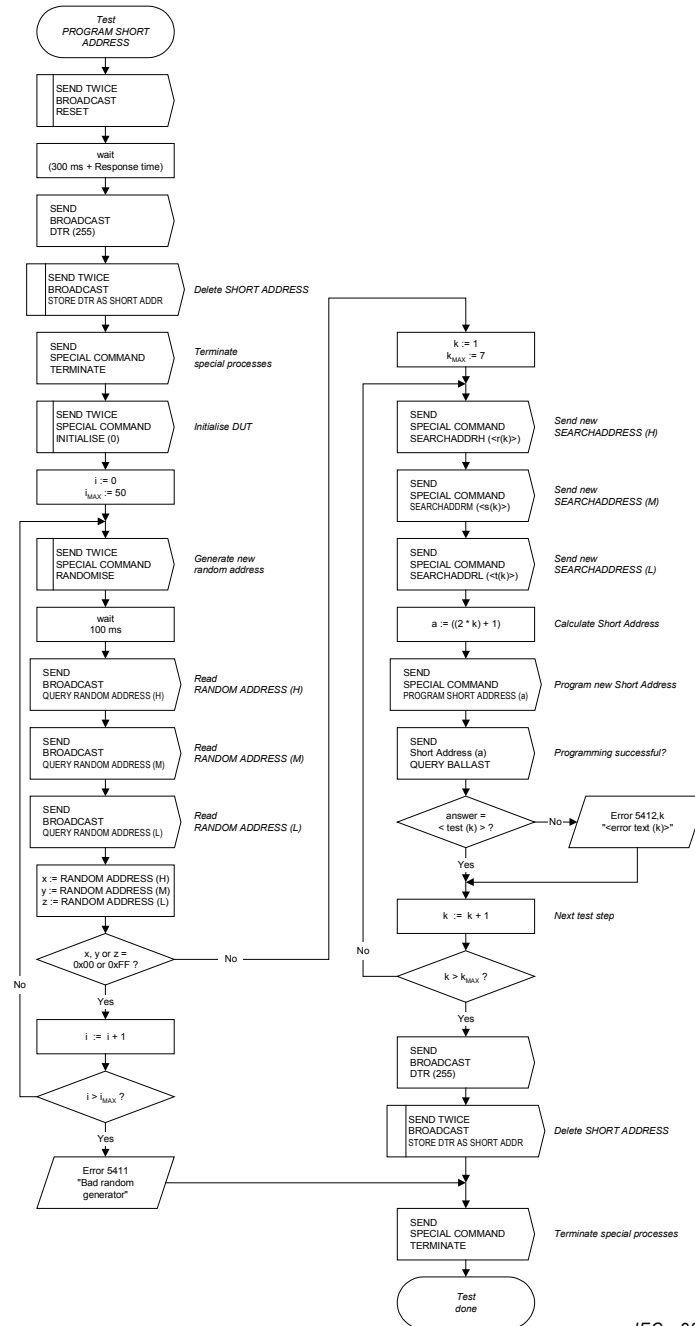 Test
PROGRAM SHORT
ADDRESS
SEND TWICE
BROADCAST
RESET
wait
(300 ms + Response time)
SEND
BROADCAST
DTR (255)
SEND TWICE
BROADCAST
STORE DTR AS SHORT ADDR
Delete SHORT ADDRESS
SEND
SPECIAL COMMAND
TERMINATE
Terminate
special processes
SEND TWICE
SPECIAL COMMAND
INITIALISE (0)
Initialise DUT
i := 0
iMAX := 50
SEND TWICE
SPECIAL COMMAND
RANDOMISE
Generate new
random address
wait
100 ms
SEND
BROADCAST
QUERY RANDOM ADDRESS (H)
Read
RANDOM ADDRESS (H)
SEND
BROADCAST
QUERY RANDOM ADDRESS (M)
Read
RANDOM ADDRESS (M)
SEND
BROADCAST
QUERY RANDOM ADDRESS (L)
Read
RANDOM ADDRESS (L)
x := RANDOM ADDRESS (H)
y := RANDOM ADDRESS (M)
z := RANDOM ADDRESS (L)
x, y or z =
0x00 or 0xFF ?
No
Yes
No
i := i + 1
i > iMAX ?
Yes
Error 5411
"Bad random
generator"
k := 1
kMAX := 7
SEND
SPECIAL COMMAND
SEARCHADDRH (<r(k)>)
Send new
SEARCHADDRESS (H)
SEND
SPECIAL COMMAND
SEARCHADDRM (<s(k)>)
Send new
SEARCHADDRESS (M)
SEND
SPECIAL COMMAND
SEARCHADDRL (<t(k)>)
Send new
SEARCHADDRESS (L)
a := ((2 * k) + 1)
Calculate Short Address
SEND
SPECIAL COMMAND
PROGRAM SHORT ADDRESS (a)
Program new Short Address
SEND
Short Address (a)
QUERY BALLAST
Programming successful?
answer =
< test (k) > ?
No
Error 5412,k
"<error text (k)>"
Yes
k := k + 1
Next test step
No
k > kMAX ?
Yes
SEND
BROADCAST
DTR (255)
SEND TWICE
BROADCAST
STORE DTR AS SHORT ADDR
Delete SHORT ADDRESS
SEND
SPECIAL COMMAND
TERMINATE
Terminate special processes
Test
done